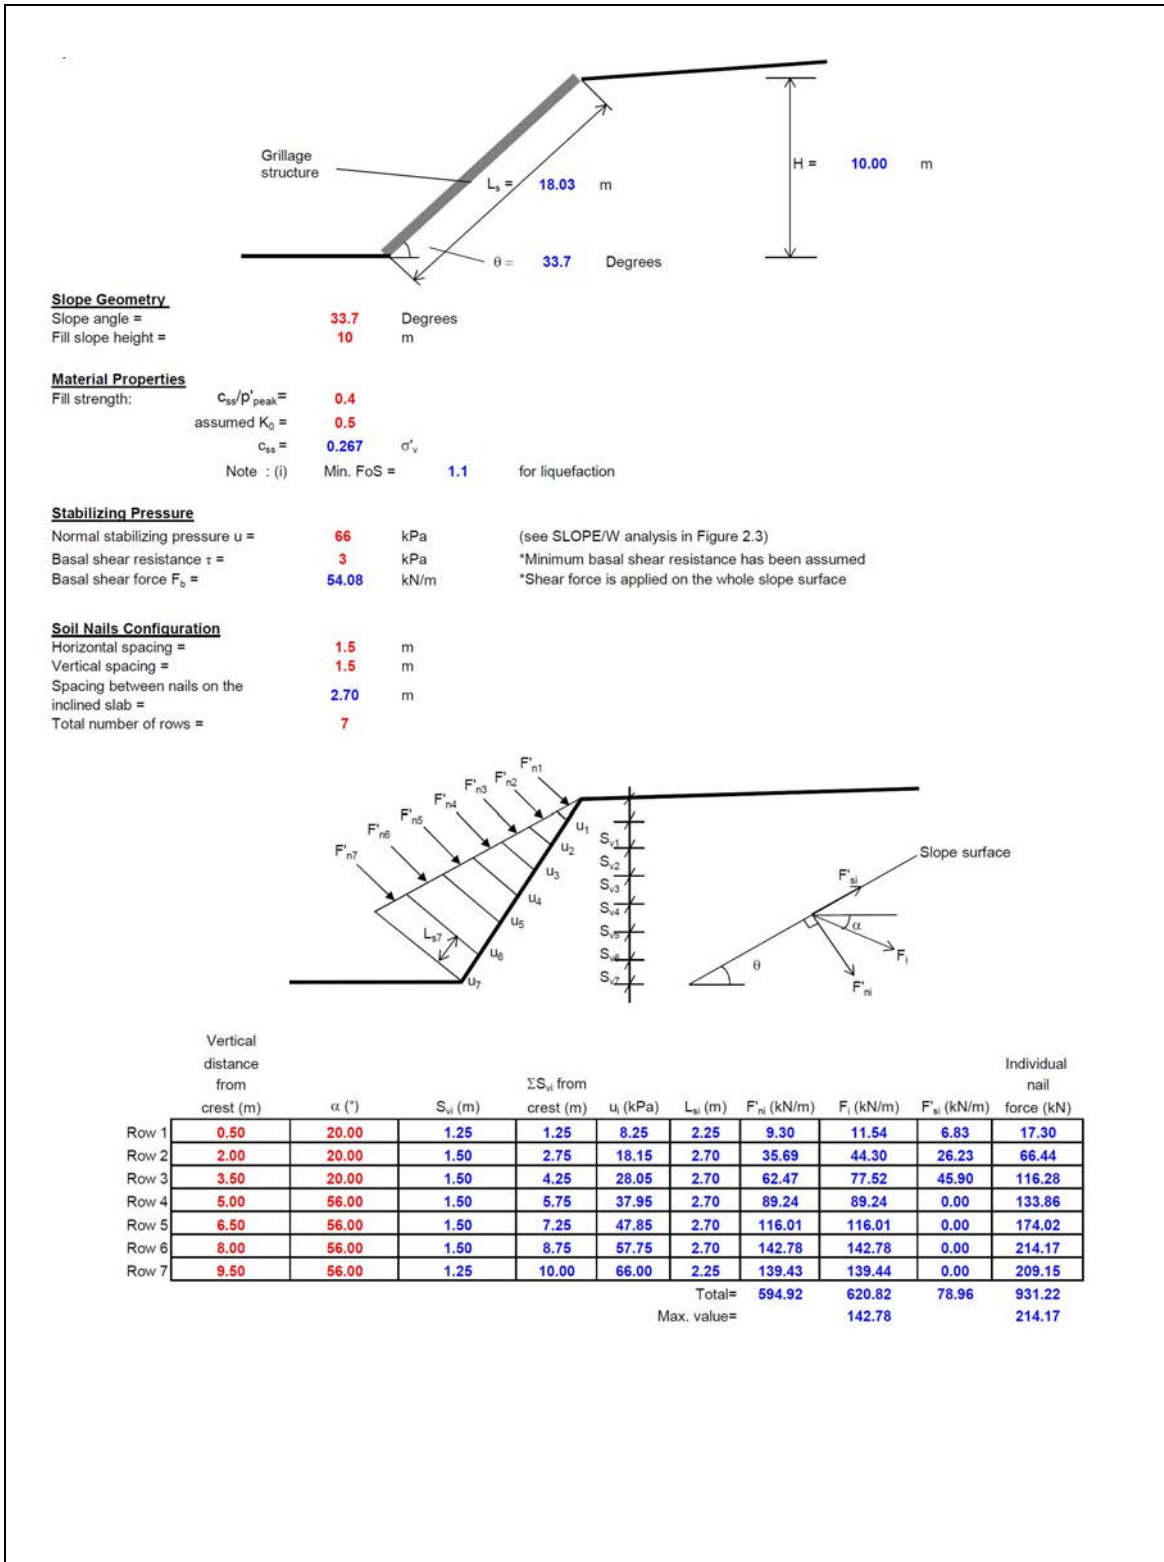 Grillage
structure
Lₛ = 18.03 m
H = 10.00 m
θ = 33.7 Degrees
Slope Geometry
Slope angle = 33.7 Degrees
Fill slope height = 10 m
Material Properties
Fill strength: cₛₛ/p'peak= 0.4
assumed K₀ = 0.5
cₛₛ = 0.267 σ'ᵥ
Note : (i) Min. FoS = 1.1 for liquefaction
Stabilizing Pressure
Normal stabilizing pressure u = 66 kPa (see SLOPE/W analysis in Figure 2.3)
Basal shear resistance τ = 3 kPa *Minimum basal shear resistance has been assumed
Basal shear force Fb = 54.08 kN/m *Shear force is applied on the whole slope surface
Soil Nails Configuration
Horizontal spacing = 1.5 m
Vertical spacing = 1.5 m
Spacing between nails on the
inclined slab = 2.70 m
Total number of rows = 7
F'n1
F'n2
F'n3
F'n4
F'n5
F'n6
F'n7
u₁
u₂
u₃
u₄
u₅
u₆
u₇
Ls7
Sv1
Sv2
Sv3
Sv4
Sv5
Sv6
Sv7
Slope surface
F'si
α
Fi
θ
F'ni
Vertical
distance
from
crest (m) α (°) Svi (m) ΣSvi from
crest (m) ui (kPa) Lsi (m) F'ni (kN/m) Fi (kN/m) F'si (kN/m) Individual
nail
force (kN)
Row 1 0.50 20.00 1.25 1.25 8.25 2.25 9.30 11.54 6.83 17.30
Row 2 2.00 20.00 1.50 2.75 18.15 2.70 35.69 44.30 26.23 66.44
Row 3 3.50 20.00 1.50 4.25 28.05 2.70 62.47 77.52 45.90 116.28
Row 4 5.00 56.00 1.50 5.75 37.95 2.70 89.24 89.24 0.00 133.86
Row 5 6.50 56.00 1.50 7.25 47.85 2.70 116.01 116.01 0.00 174.02
Row 6 8.00 56.00 1.50 8.75 57.75 2.70 142.78 142.78 0.00 214.17
Row 7 9.50 56.00 1.25 10.00 66.00 2.25 139.43 139.44 0.00 209.15
Total= 594.92 620.82 78.96 931.22
Max. value= 142.78 214.17